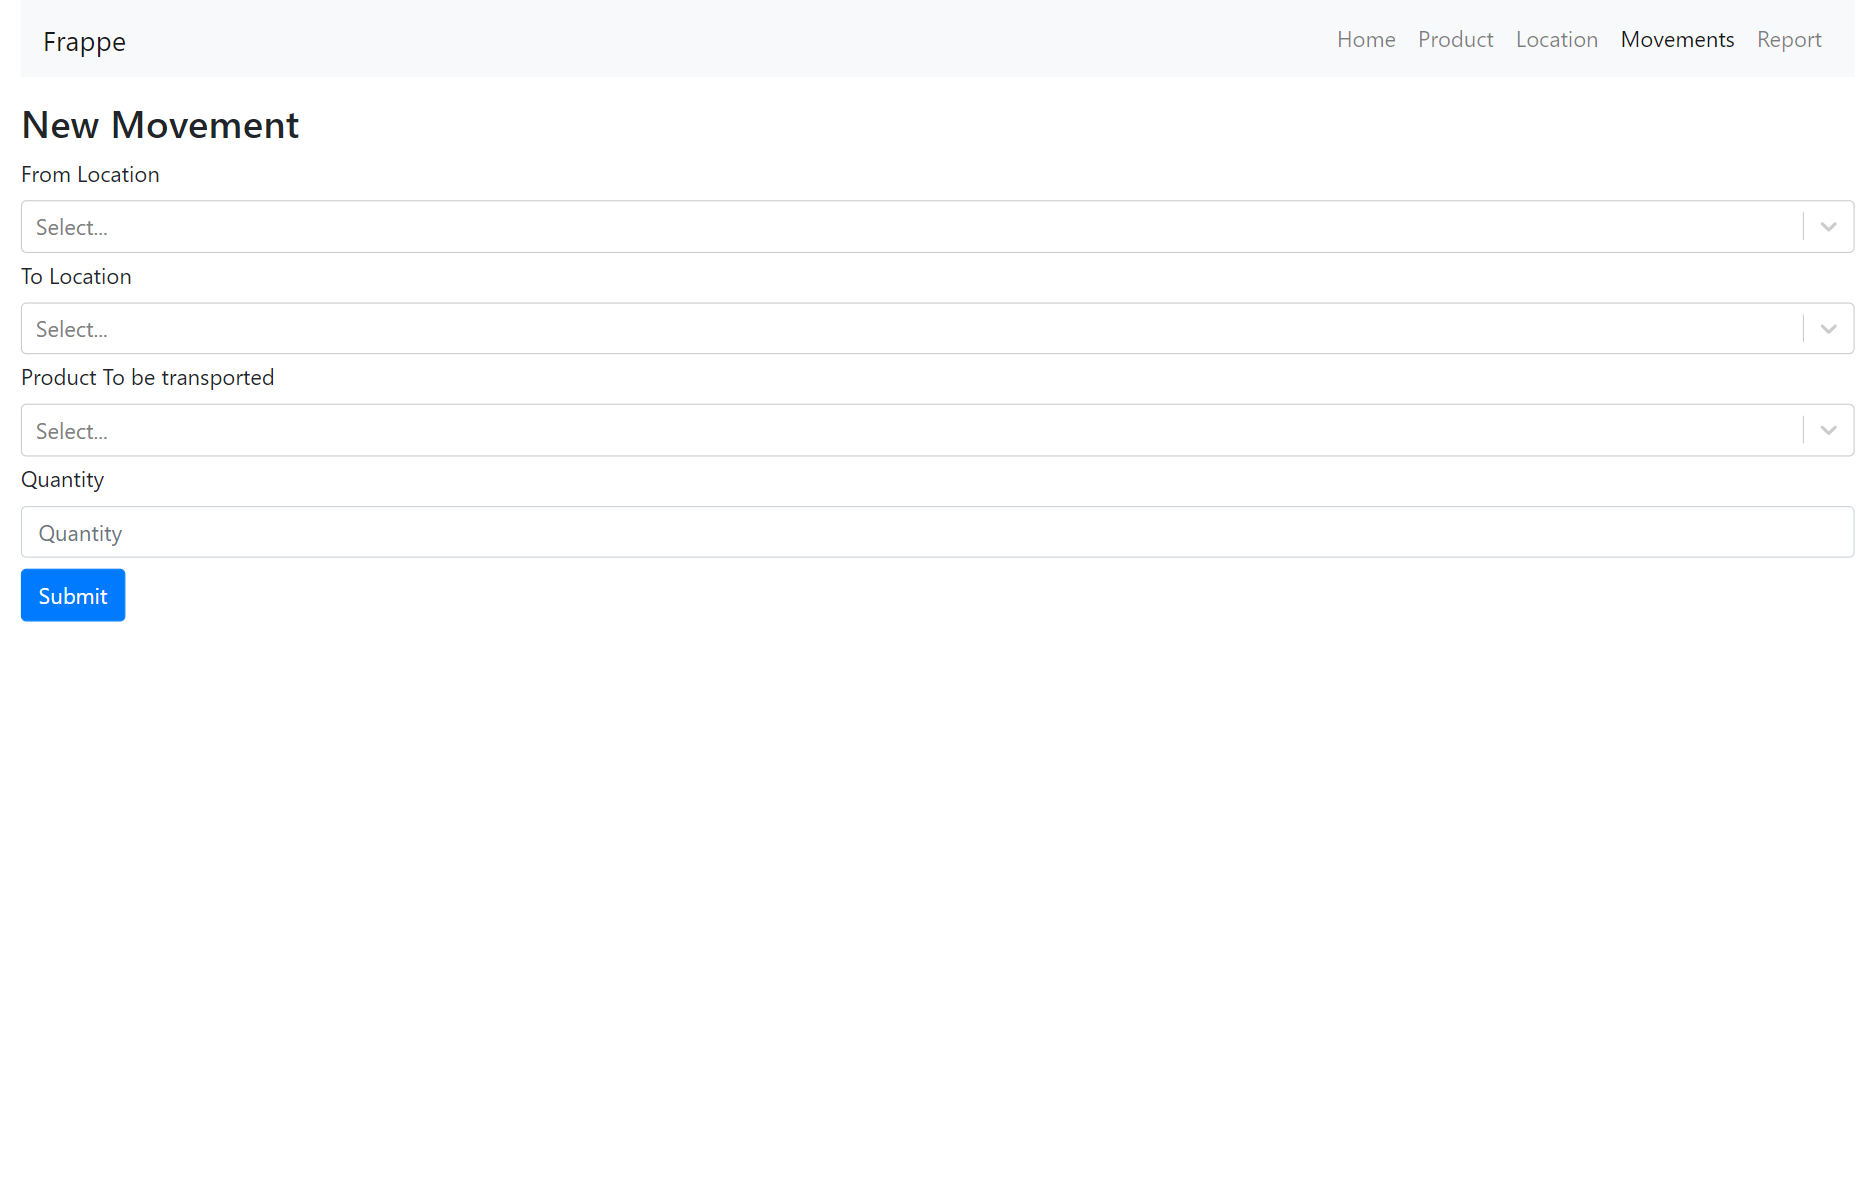 Frappe
Home Product Location Movements Report
New Movement
From Location
Select...
To Location
Select...
Product To be transported
Select...
Quantity
Quantity
Submit